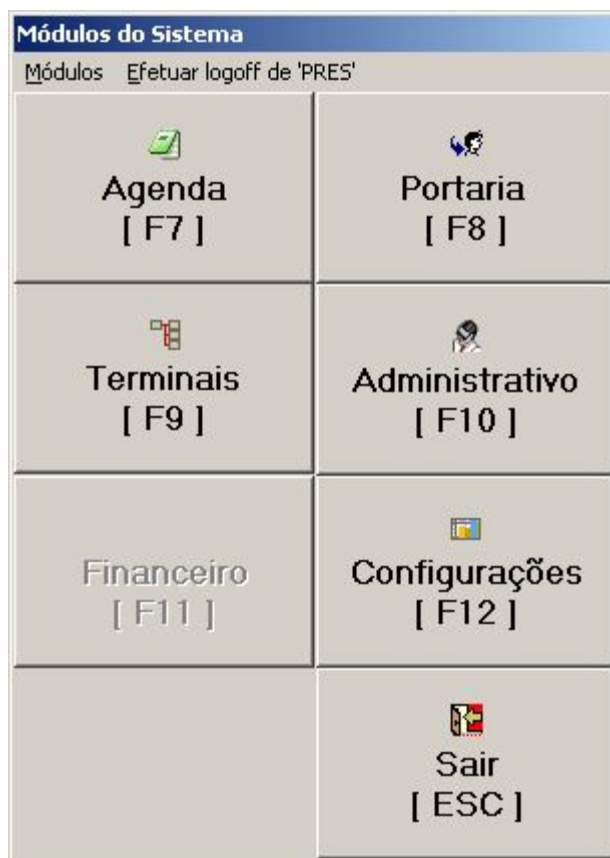 Módulos do Sistema
Módulos Efetuar logoff de 'PRES'
Agenda
[ F7 ]
Portaria
[ F8 ]
Terminais
[ F9 ]
Administrativo
[ F10 ]
Financeiro
[ F11 ]
Configurações
[ F12 ]
Sair
[ ESC ]